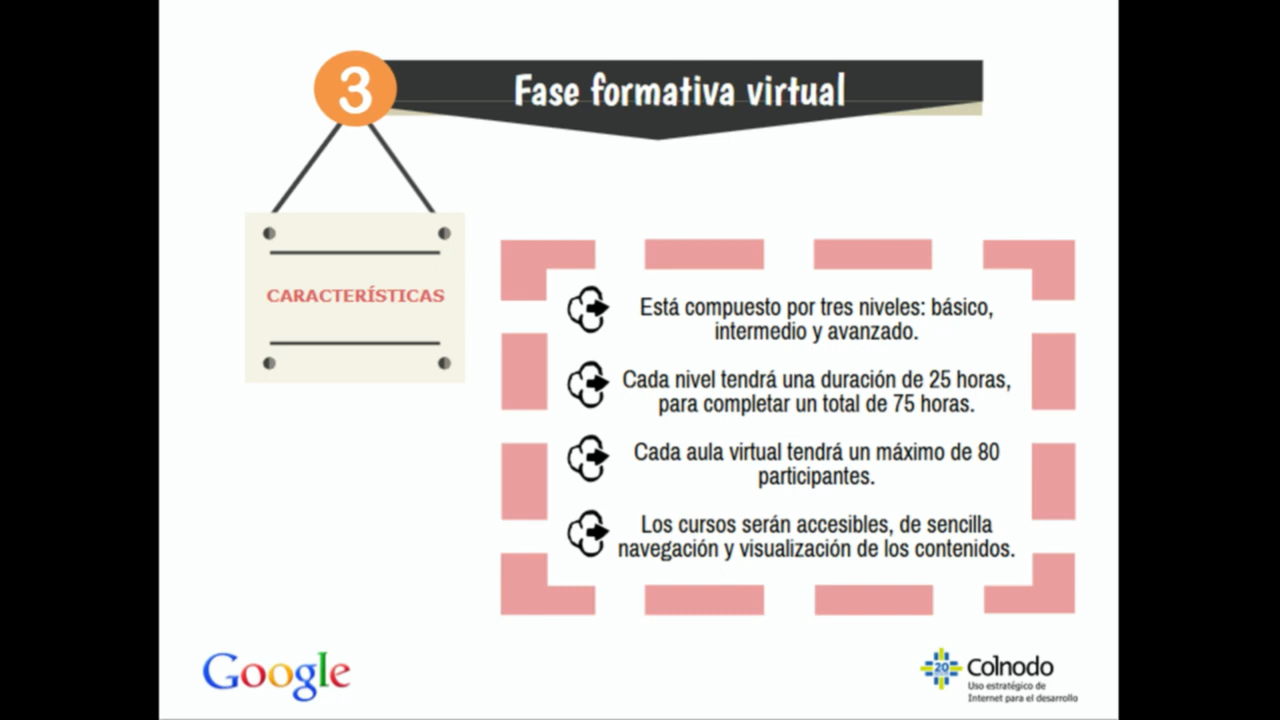 3
Fase formativa virtual
CARACTERÍSTICAS
Está compuesto por tres niveles: básico,
intermedio y avanzado.
Cada nivel tendrá una duración de 25 horas,
para completar un total de 75 horas.
Cada aula virtual tendrá un máximo de 80
participantes.
Los cursos serán accesibles, de sencilla
navegación y visualización de los contenidos.
Google
20
Colnodo
Uso estratégico de
Internet para el desarrollo